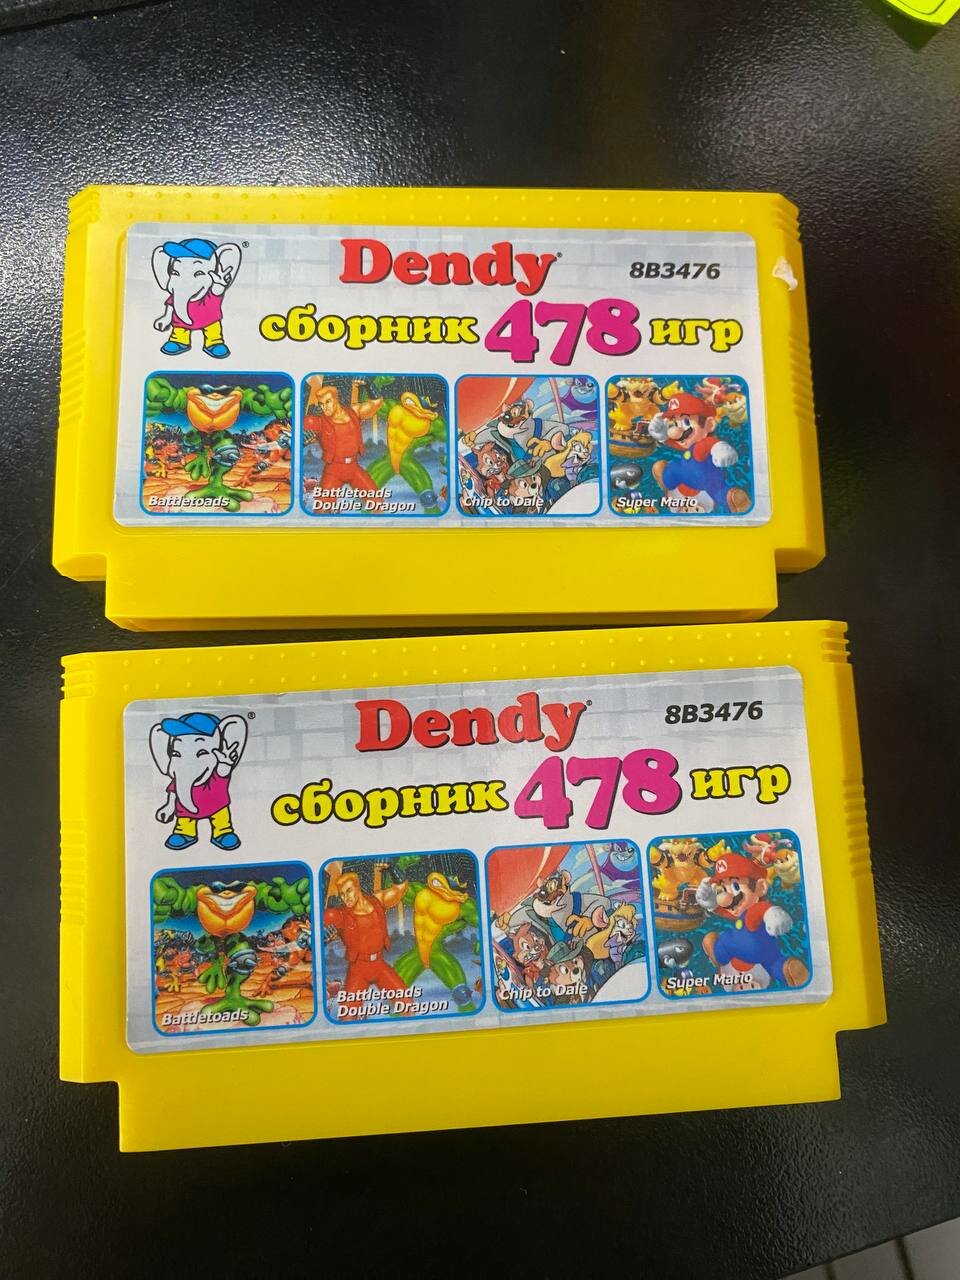 Dendy
8B3476
сборник 478 игр
Battletoads
Battletoads
Double Dragon
Chip to Dale
Super Mario
Dendy
8B3476
сборник 478 игр
Battletoads
Battletoads
Double Dragon
Chip to Dale
Super Mario